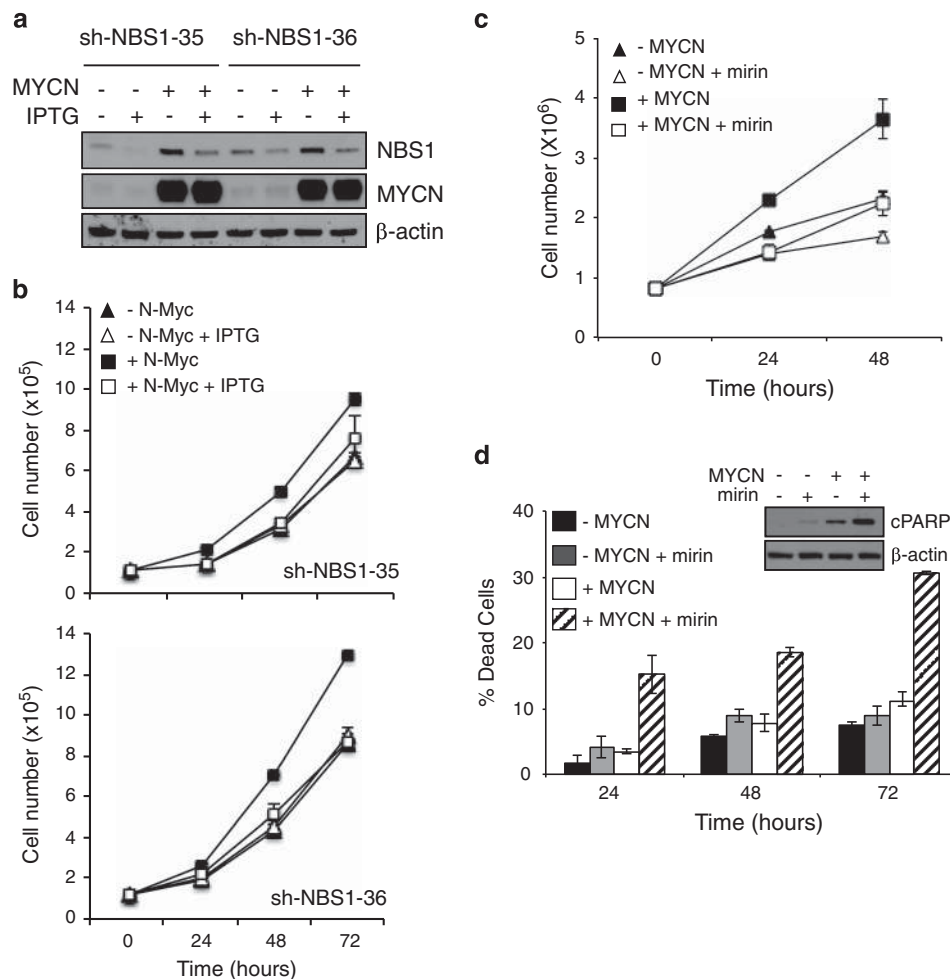 a
sh-NBS1-35 sh-NBS1-36
MYCN - - + + - - + +
IPTG - + - + - + - +
NBS1
MYCN
β-actin
b
- N-Myc
- N-Myc + IPTG
+ N-Myc
+ N-Myc + IPTG
14
12
10
8
6
4
2
0
Cell number (x10⁵)
sh-NBS1-35
14
12
10
8
6
4
2
0
Cell number (x10⁵)
sh-NBS1-36
0 24 48 72
Time (hours)
c
- MYCN
- MYCN + mirin
+ MYCN
+ MYCN + mirin
5
4
3
2
1
0
Cell number (X10⁶)
0 24 48
Time (hours)
d
MYCN - - + +
mirin - + - +
cPARP
β-actin
- MYCN
- MYCN + mirin
+ MYCN
+ MYCN + mirin
40
30
20
10
0
% Dead Cells
24 48 72
Time (hours)